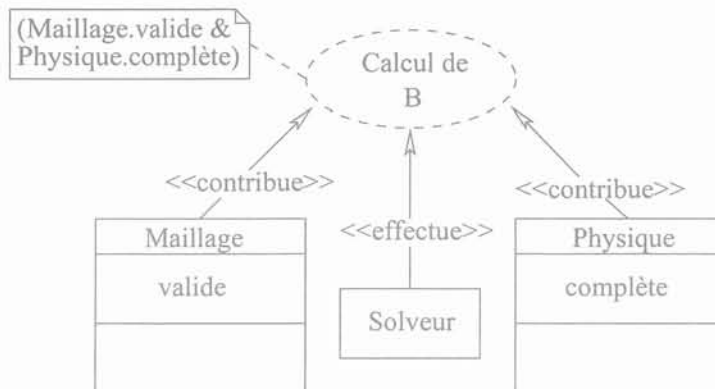 (Maillage.valide &
Physique.complète)
Calcul de
B
<<contribue>>
<<contribue>>
<<effectue>>
Maillage
Physique
valide
complète
Solveur